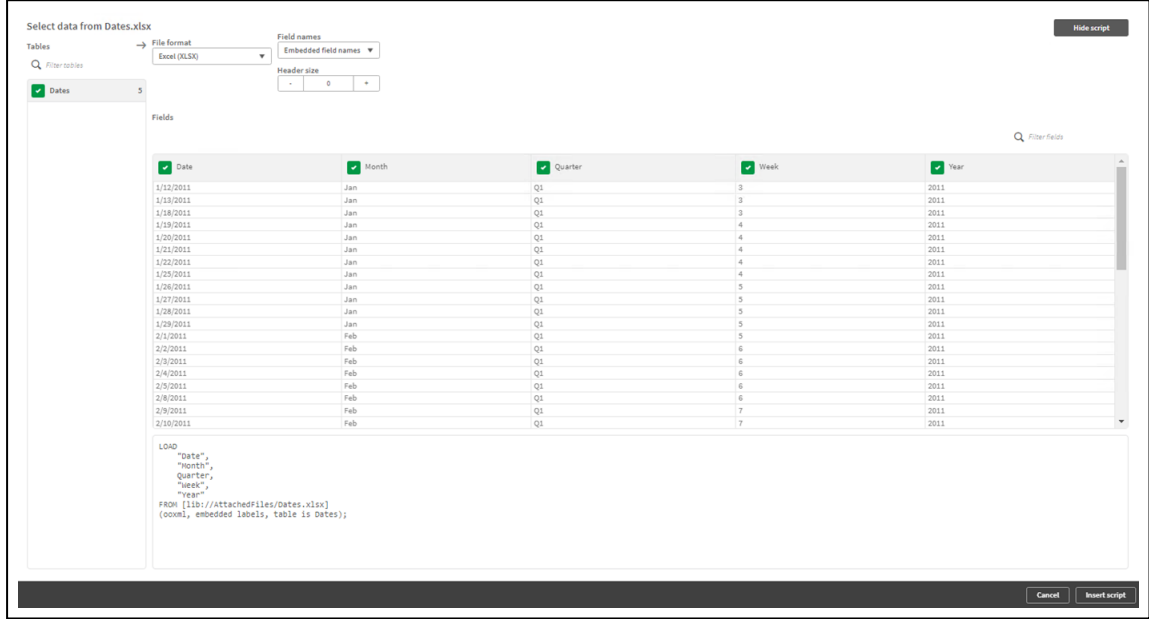 Select data from Dates.xlsx
Hide script
Tables
File format
Field names
Excel (XLSX)
Embedded field names
Filter tables
Header size
- 0 +
Dates 5
Fields
Filter fields
Date Month Quarter Week Year
1/12/2011 Jan Q1 3 2011
1/13/2011 Jan Q1 3 2011
1/18/2011 Jan Q1 3 2011
1/19/2011 Jan Q1 4 2011
1/20/2011 Jan Q1 4 2011
1/21/2011 Jan Q1 4 2011
1/22/2011 Jan Q1 4 2011
1/25/2011 Jan Q1 4 2011
1/26/2011 Jan Q1 5 2011
1/27/2011 Jan Q1 5 2011
1/28/2011 Jan Q1 5 2011
1/29/2011 Jan Q1 5 2011
2/1/2011 Feb Q1 5 2011
2/2/2011 Feb Q1 6 2011
2/3/2011 Feb Q1 6 2011
2/4/2011 Feb Q1 6 2011
2/5/2011 Feb Q1 6 2011
2/8/2011 Feb Q1 6 2011
2/9/2011 Feb Q1 7 2011
2/10/2011 Feb Q1 7 2011
LOAD
"Date",
"Month",
Quarter,
"Week",
"Year"
FROM [lib://AttachedFiles/Dates.xlsx]
(ooxml, embedded labels, table is Dates);
Cancel
Insert script